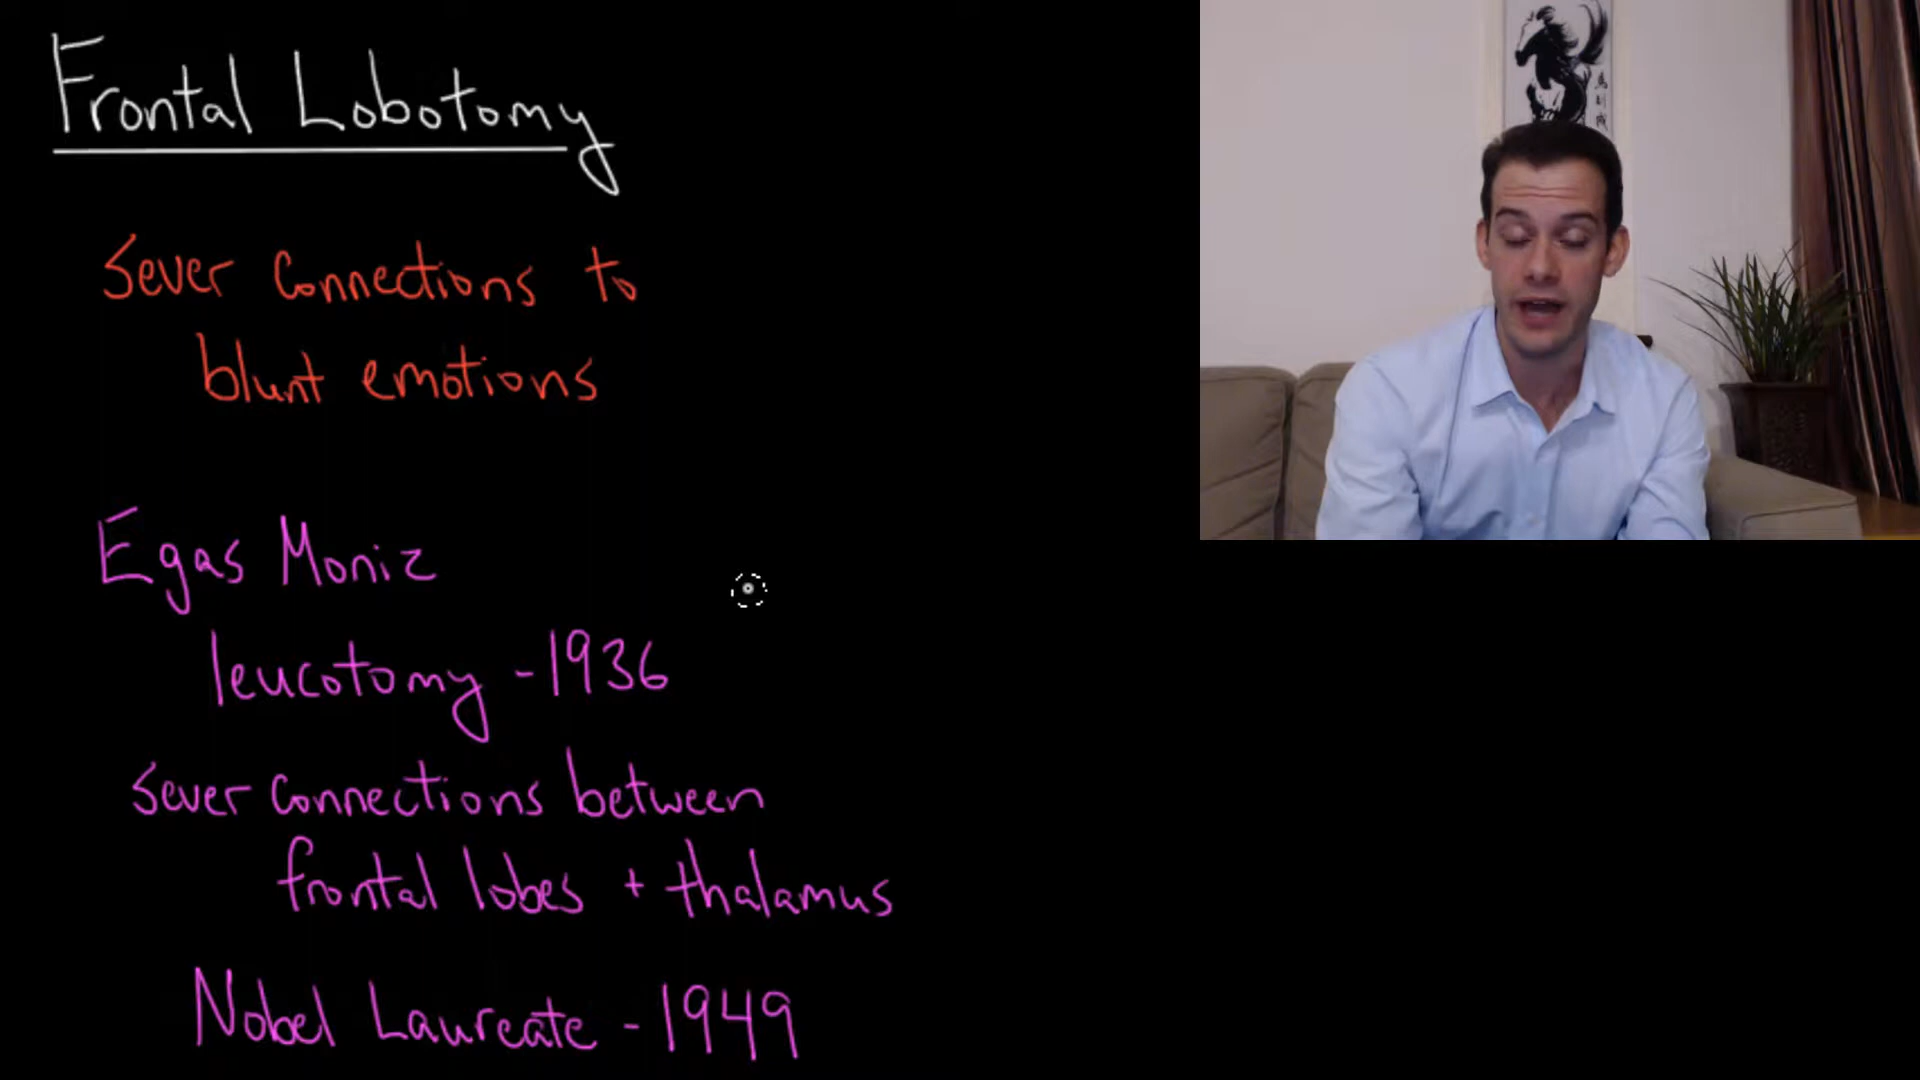 Frontal Lobotomy
Sever Connections to
blunt emotions
Egas Moniz
leucotomy - 1936
Sever Connections between
frontal lobes + thalamus
Nobel Laureate - 1949